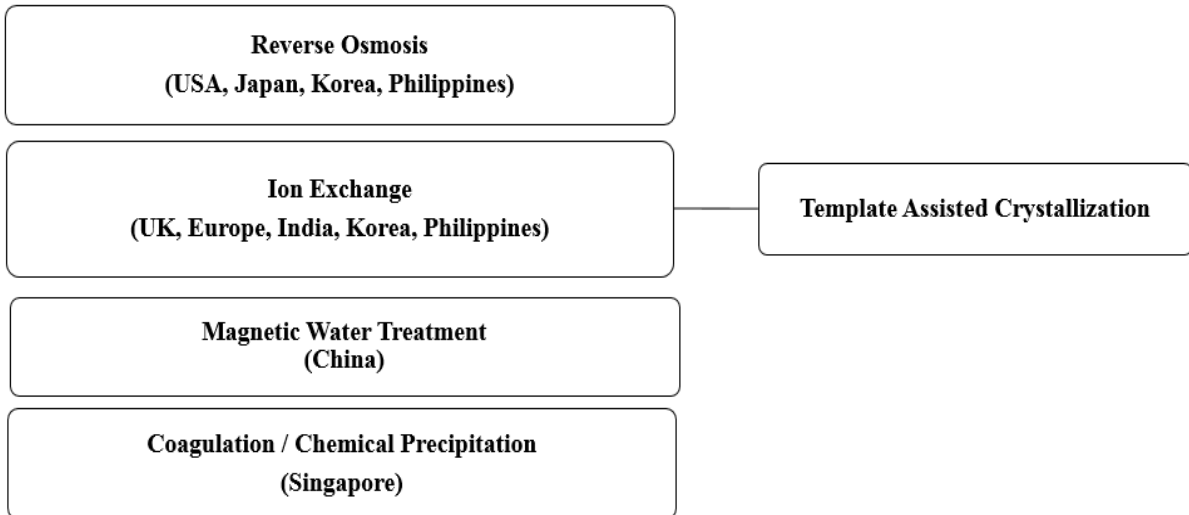 Reverse Osmosis
(USA, Japan, Korea, Philippines)
Ion Exchange
(UK, Europe, India, Korea, Philippines)
Template Assisted Crystallization
Magnetic Water Treatment
(China)
Coagulation / Chemical Precipitation
(Singapore)